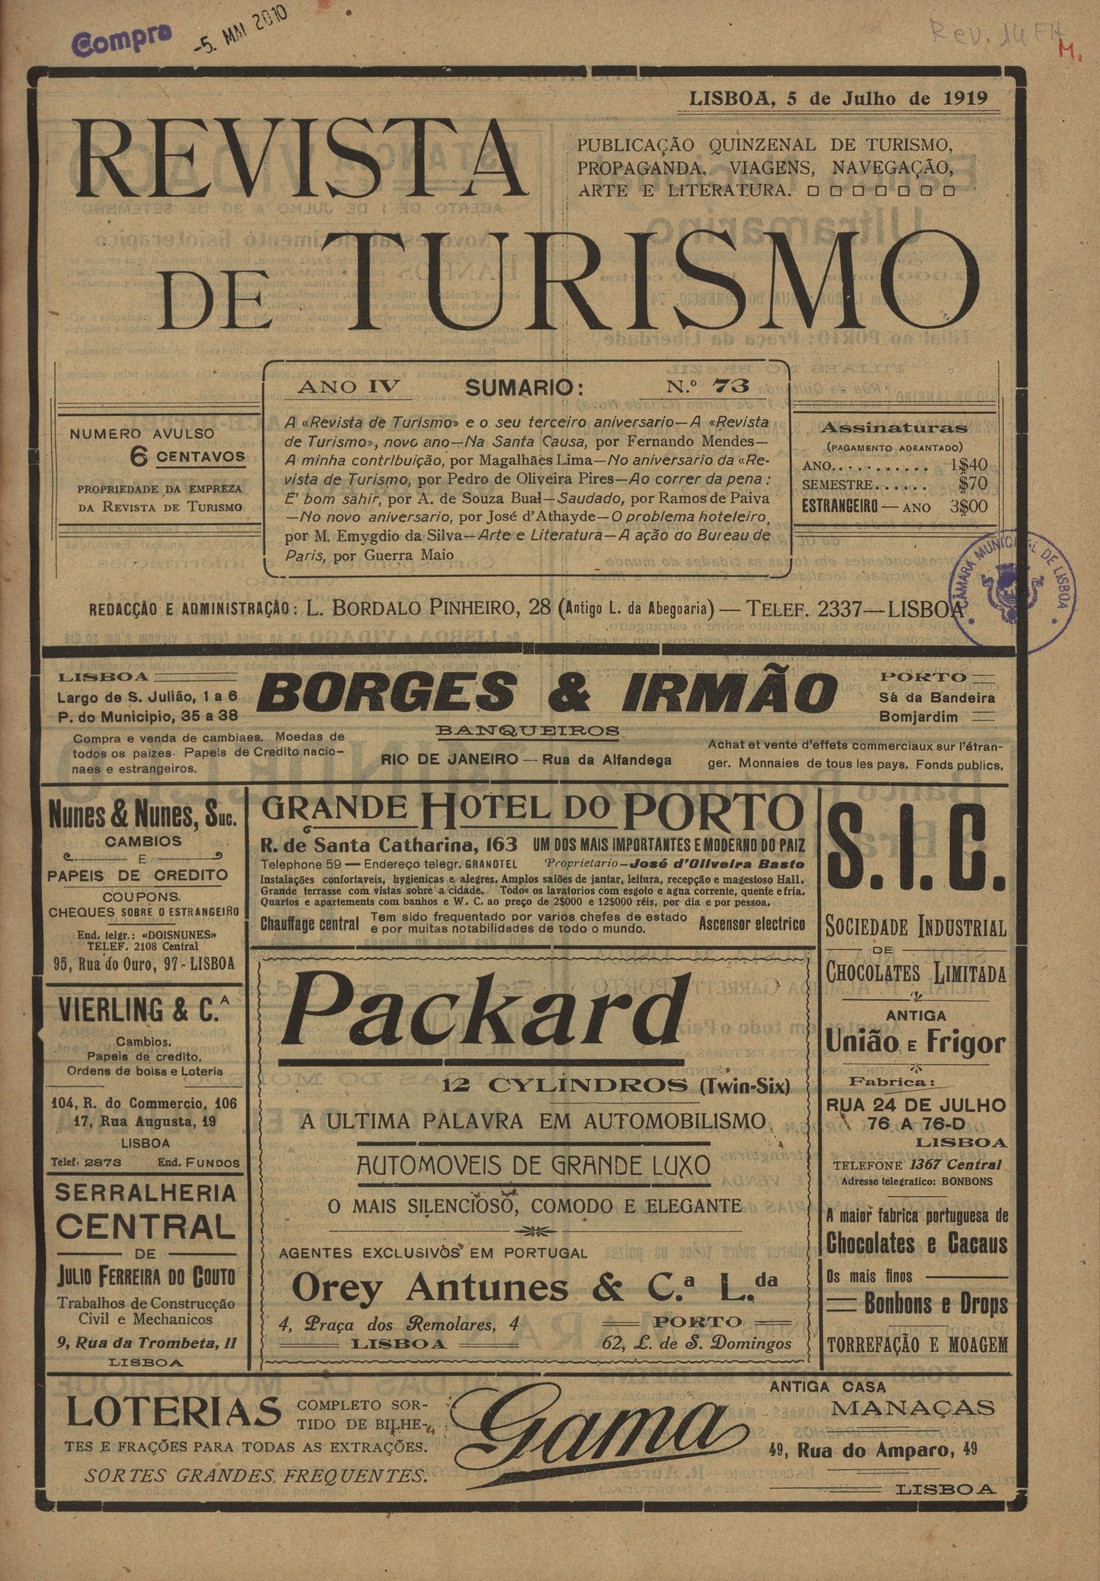 Compra -5. MAI 2010
Rev. 14 EH
M.
LISBOA, 5 de Julho de 1919
REVISTA
DE TURISMO
PUBLICAÇÃO QUINZENAL DE TURISMO,
PROPAGANDA, VIAGENS, NAVEGAÇÃO,
ARTE E LITERATURA.
NUMERO AVULSO
6 CENTAVOS
PROPRIEDADE DA EMPREZA
DA REVISTA DE TURISMO
ANO IV SUMARIO: N.º 73
A «Revista de Turismo» e o seu terceiro aniversario—A «Revista
de Turismo», novo ano—Na Santa Causa, por Fernando Mendes—
A minha contribuição, por Magalhães Lima—No aniversario da «Re-
vista de Turismo, por Pedro de Oliveira Pires—Ao correr da pena :
E' bom sahir, por A. de Souza Bual—Saudado, por Ramos de Paiva
—No novo aniversario, por José d'Athayde—O problema hoteleiro,
por M. Emygdio da Silva—Arte e Literatura—A ação do Bureau de
Paris, por Guerra Maio
Assinaturas
(PAGAMENTO ADEANTADO)
ANO.......... 1$40
SEMESTRE...... $70
ESTRANGEIRO — ANO 3$00
CÂMARA MUNICIPAL DE LISBOA
REDACÇÃO E ADMINISTRAÇÃO: L. BORDALO PINHEIRO, 28 (Antigo L. da Abegoaria) — TELEF. 2337—LISBOA
LISBOA
Largo de S. Julião, 1 a 6
P. do Municipio, 35 a 38
Compra e venda de cambiaes. Moedas de
todos os paizes. Papeis de Credito nacio-
naes e estrangeiros.
BORGES & IRMÃO
BANQUEIROS
RIO DE JANEIRO — Rua da Alfandega
PORTO
Sá da Bandeira
Bomjardim
Achat et vente d'effets commerciaux sur l'étran-
ger. Monnaies de tous les pays. Fonds publics.
Nunes & Nunes, Suc.
CAMBIOS
E
PAPEIS DE CREDITO
COUPONS.
CHEQUES SOBRE O ESTRANGEIRO
End. telgr.: «DOISNUNES»
TELEF. 2108 Central
95, Rua do Ouro, 97 - LISBOA
VIERLING & C.ᴬ
Cambios,
Papeis de credito,
Ordens de bolsa e Loteria
104, R. do Commercio, 106
17, Rua Augusta, 19
LISBOA
Telef. 2873 End. FUNDOS
SERRALHERIA
CENTRAL
DE
JULIO FERREIRA DO COUTO
Trabalhos de Construcção
Civil e Mechanicos
9, Rua da Trombeta, 11
LISBOA
GRANDE HOTEL DO PORTO
R. de Santa Catharina, 163 UM DOS MAIS IMPORTANTES E MODERNO DO PAIZ
Telephone 59 — Endereço telegr. GRANOTEL Proprietario—José d'Oliveira Basto
Instalações confortaveis, hygienicas e alegres. Amplos salões de jantar, leitura, recepção e magestoso Hall.
Grande terrasse com vistas sobre a cidade. Todos os lavatorios com esgoto e agua corrente, quente e fria.
Quartos e apartements com banhos e W. C. ao preço de 2$000 e 12$000 réis, por dia e por pessoa.
Chauffage central Tem sido frequentado por varios chefes de estado
e por muitas notabilidades de todo o mundo. Ascensor electrico
Packard
12 CYLINDROS (Twin-Six)
A ULTIMA PALAVRA EM AUTOMOBILISMO
AUTOMOVEIS DE GRANDE LUXO
O MAIS SILENCIOSO, COMODO E ELEGANTE
AGENTES EXCLUSIVOS EM PORTUGAL
Orey Antunes & C.ª L.da
4, Praça dos Remolares, 4
LISBOA
PORTO
62, L. de S. Domingos
S.I.C.
SOCIEDADE INDUSTRIAL
DE
CHOCOLATES LIMITADA
ANTIGA
União E Frigor
Fabrica:
RUA 24 DE JULHO
76 A 76-D
LISBOA
TELEFONE 1367 Central
Adresse telegrafico: BONBONS
A maior fabrica portuguesa de
Chocolates e Cacaus
Os mais finos
Bonbons e Drops
TORREFAÇÃO E MOAGEM
LOTERIAS COMPLETO SOR-
TIDO DE BILHE-
TES E FRAÇÕES PARA TODAS AS EXTRAÇÕES.
SORTES GRANDES FREQUENTES.
Gama
ANTIGA CASA
MANAÇAS
49, Rua do Amparo, 49
LISBOA